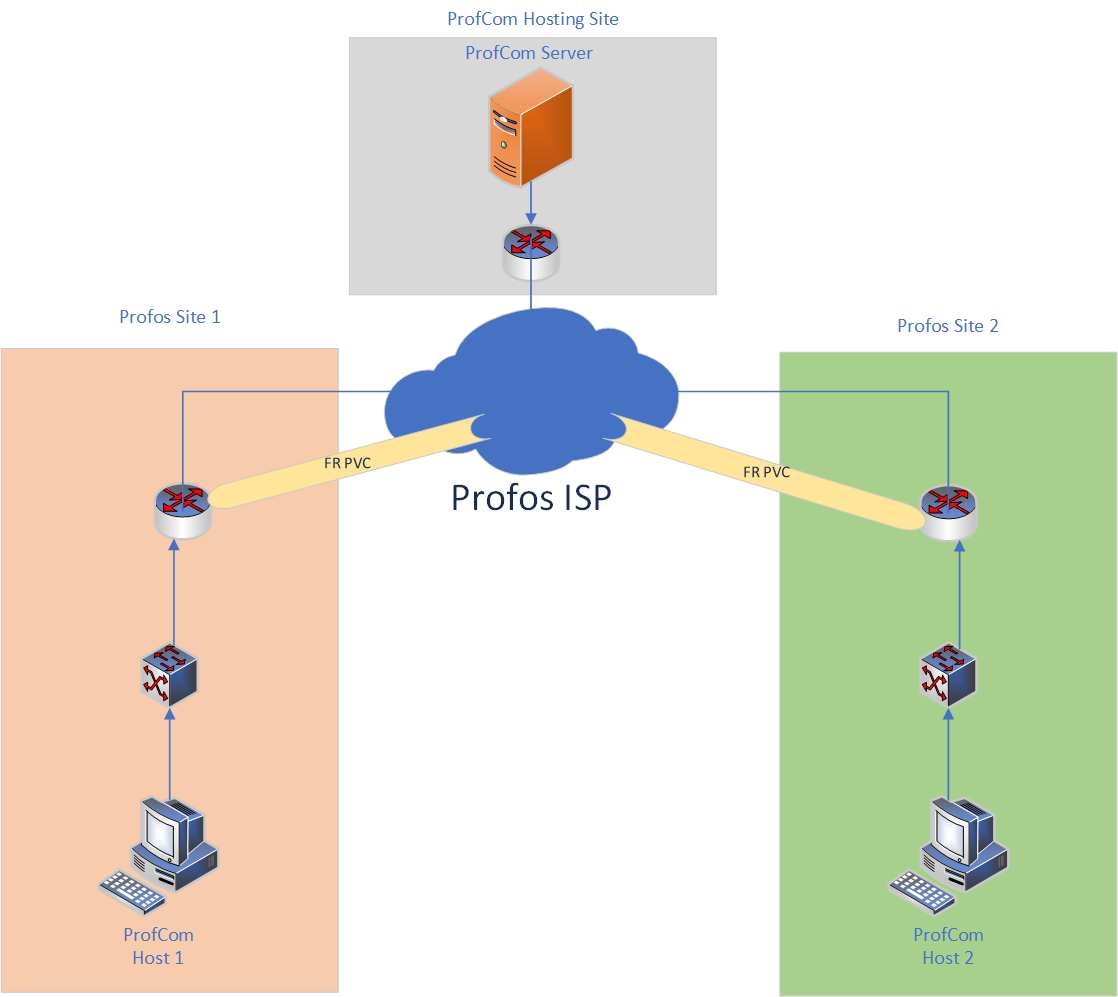 ProfCom Hosting Site
ProfCom Server
Profos Site 1
Profos Site 2
FR PVC
FR PVC
Profos ISP
ProfCom
Host 1
ProfCom
Host 2